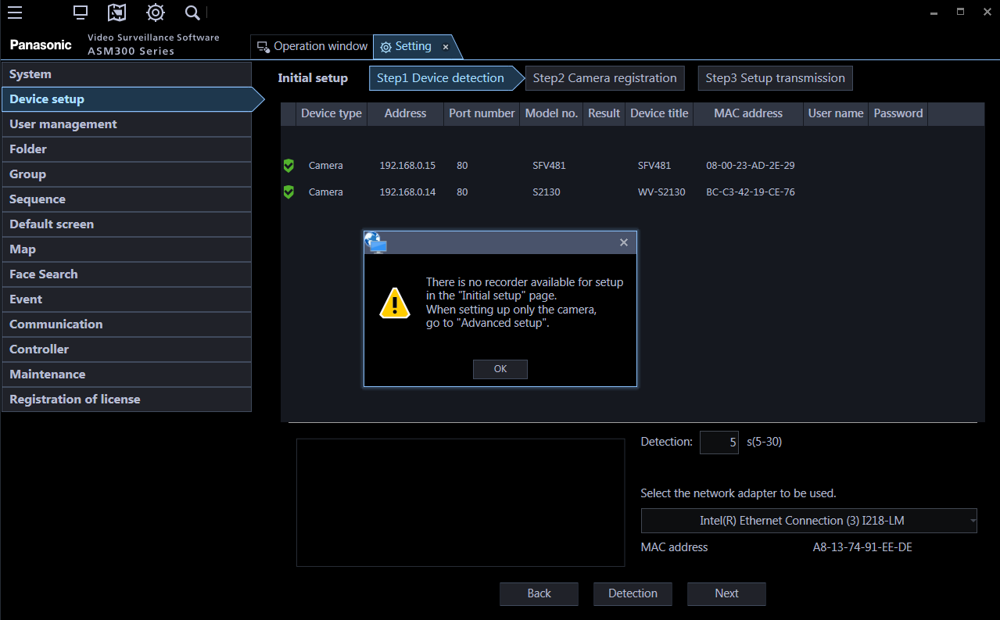 Panasonic
Video Surveillance Software
ASM300 Series
Operation window
Setting
System
Device setup
User management
Folder
Group
Sequence
Default screen
Map
Face Search
Event
Communication
Controller
Maintenance
Registration of license
Initial setup
Step1 Device detection
Step2 Camera registration
Step3 Setup transmission
Device type Address Port number Model no. Result Device title MAC address User name Password
Camera 192.168.0.15 80 SFV481 SFV481 08-00-23-AD-2E-29
Camera 192.168.0.14 80 S2130 WV-S2130 BC-C3-42-19-CE-76
There is no recorder available for setup
in the "Initial setup" page.
When setting up only the camera,
go to "Advanced setup".
OK
Detection: 5 s(5-30)
Select the network adapter to be used.
Intel(R) Ethernet Connection (3) I218-LM
MAC address A8-13-74-91-EE-DE
Back Detection Next